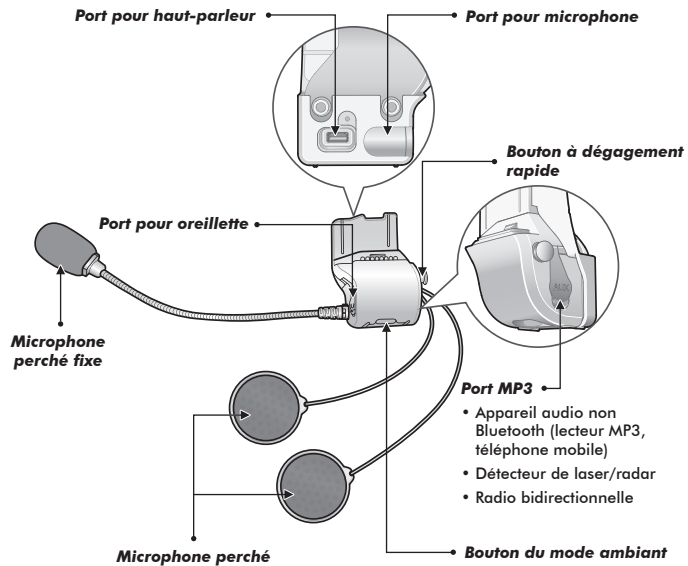 Port pour haut-parleur
Port pour microphone
Bouton à dégagement
rapide
Port pour oreillette
AUX
Microphone
perché fixe
Port MP3
• Appareil audio non
Bluetooth (lecteur MP3,
téléphone mobile)
• Détecteur de laser/radar
• Radio bidirectionnelle
Microphone perché
Bouton du mode ambiant